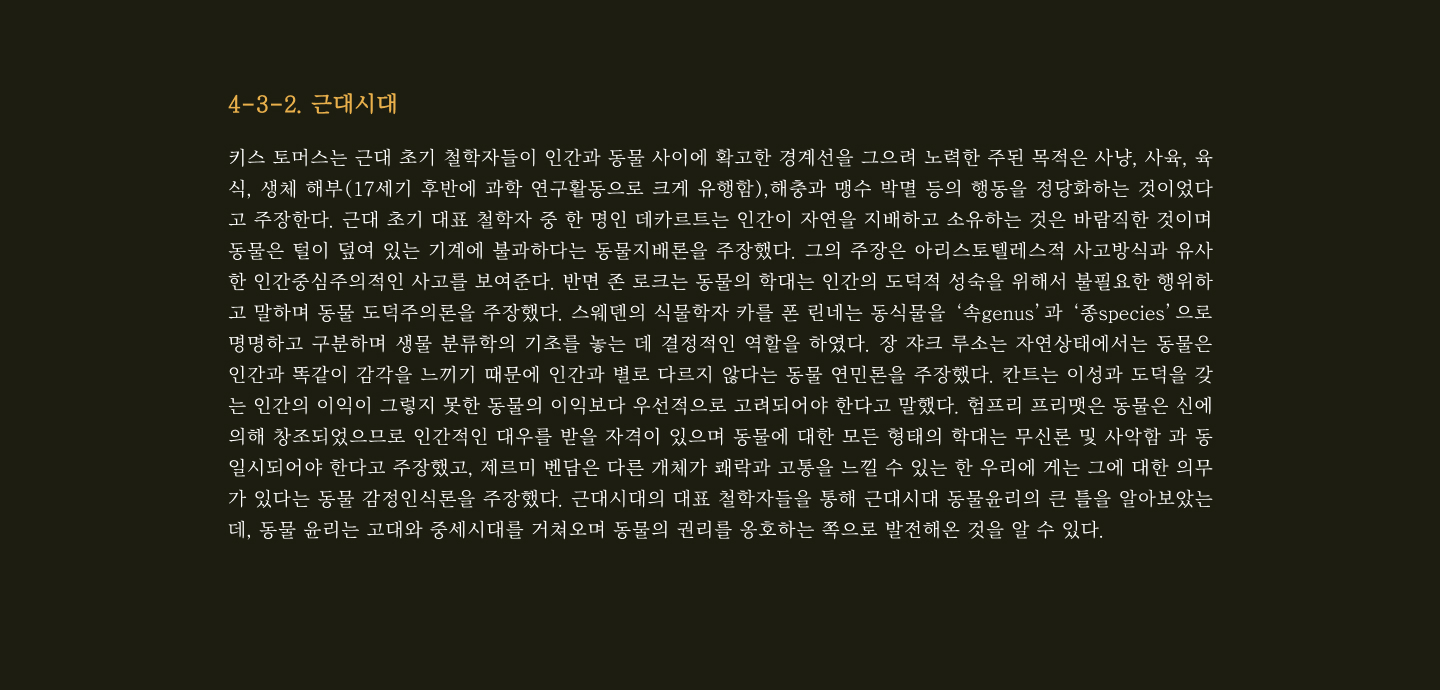 4-3-2. 근대시대
키스 토머스는 근대 초기 철학자들이 인간과 동물 사이에 확고한 경계선을 그으려 노력한 주된 목적은 사냥, 사육, 육
식, 생체 해부(17세기 후반에 과학 연구활동으로 크게 유행함),해충과 맹수 박멸 등의 행동을 정당화하는 것이었다
고 주장한다. 근대 초기 대표 철학자 중 한 명인 데카르트는 인간이 자연을 지배하고 소유하는 것은 바람직한 것이며
동물은 털이 덮여 있는 기계에 불과하다는 동물지배론을 주장했다. 그의 주장은 아리스토텔레스적 사고방식과 유사
한 인간중심주의적인 사고를 보여준다. 반면 존 로크는 동물의 학대는 인간의 도덕적 성숙을 위해서 불필요한 행위하
고 말하며 동물 도덕주의론을 주장했다. 스웨덴의 식물학자 카를 폰 린네는 동식물을 ‘속genus’과 ‘종species’으로
명명하고 구분하며 생물 분류학의 기초를 놓는 데 결정적인 역할을 하였다. 장 쟈크 루소는 자연상태에서는 동물은
인간과 똑같이 감각을 느끼기 때문에 인간과 별로 다르지 않다는 동물 연민론을 주장했다. 칸트는 이성과 도덕을 갖
는 인간의 이익이 그렇지 못한 동물의 이익보다 우선적으로 고려되어야 한다고 말했다. 험프리 프리맷은 동물은 신에
의해 창조되었으므로 인간적인 대우를 받을 자격이 있으며 동물에 대한 모든 형태의 학대는 무신론 및 사악함 과 동
일시되어야 한다고 주장했고, 제르미 벤담은 다른 개체가 쾌락과 고통을 느낄 수 있는 한 우리에 게는 그에 대한 의무
가 있다는 동물 감정인식론을 주장했다. 근대시대의 대표 철학자들을 통해 근대시대 동물윤리의 큰 틀을 알아보았는
데, 동물 윤리는 고대와 중세시대를 거쳐오며 동물의 권리를 옹호하는 쪽으로 발전해온 것을 알 수 있다.